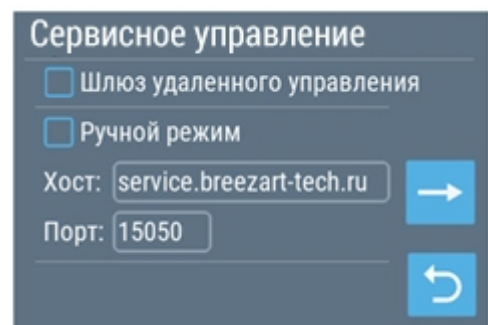 Сервисное управление
Шлюз удаленного управления
Ручной режим
Хост: service.breezart-tech.ru
Порт: 15050